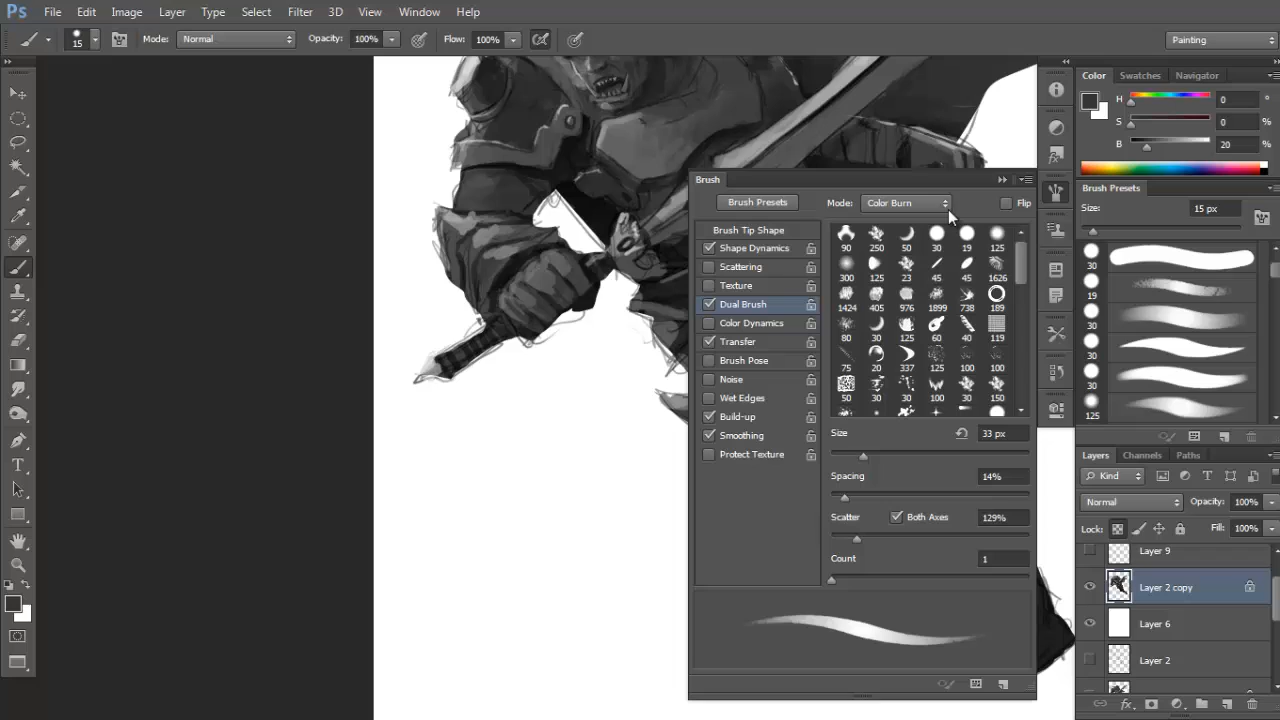 Ps File Edit Image Layer Type Select Filter 3D View Window Help
15 Mode: Normal Opacity: 100% Flow: 100% Painting
Color Swatches Navigator
H 0 °
S 0 %
B 20 %
Brush Presets
Size: 15 px
30
19
30
30
30
125
Brush
Brush Presets Mode: Color Burn Flip
Brush Tip Shape
Shape Dynamics
Scattering
Texture
Dual Brush
Color Dynamics
Transfer
Brush Pose
Noise
Wet Edges
Build-up
Smoothing
Protect Texture
90 250 50 30 19 125
300 125 23 45 45 1626
1424 405 976 1899 738 189
80 30 125 60 40 119
75 20 337 125 100 100
50 30 30 100 30 150
Size 33 px
Spacing 14%
Scatter Both Axes 129%
Count 1
Layers Channels Paths
Kind
Normal Opacity: 100%
Lock: Fill: 100%
Layer 9
Layer 2 copy
Layer 6
Layer 2